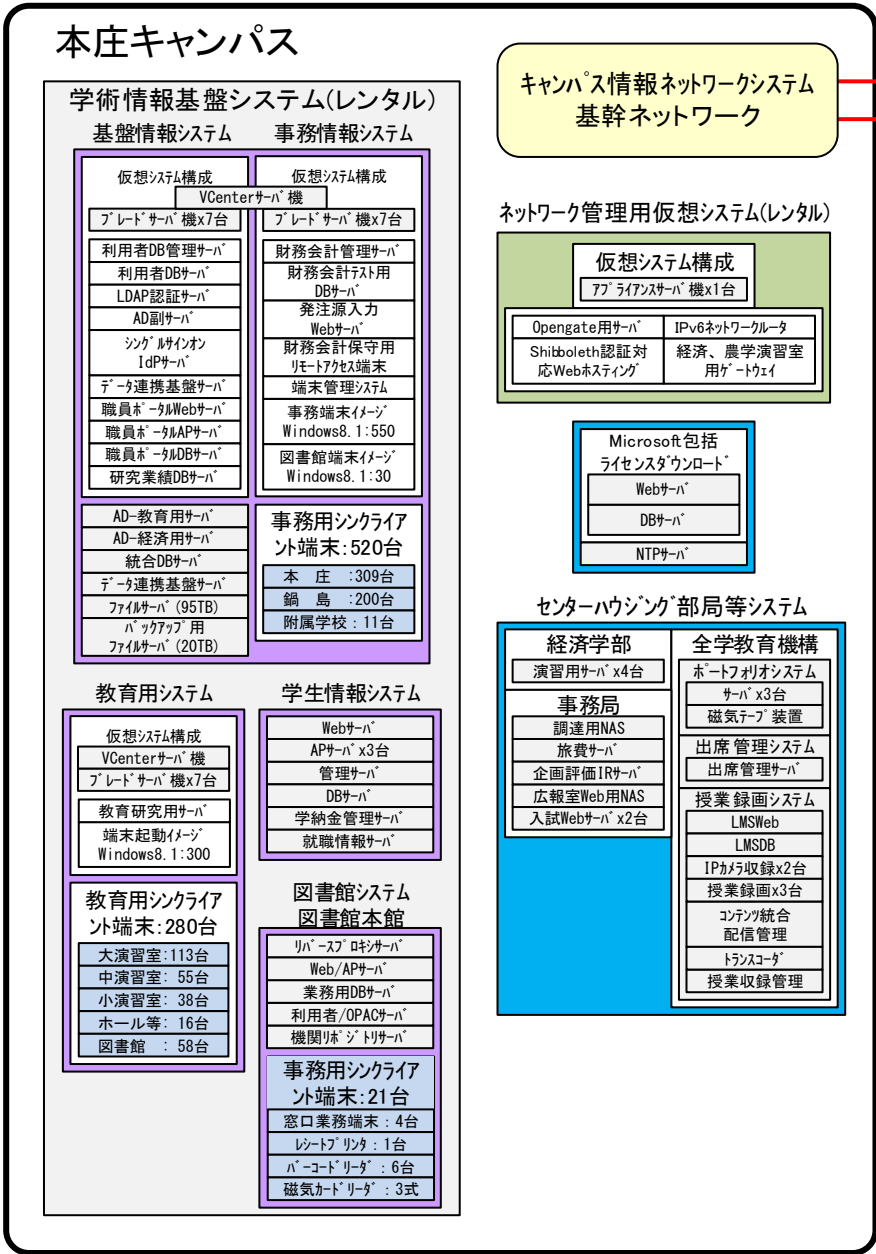 本庄キャンパス
学術情報基盤システム(レンタル)
基盤情報ｼｽﾃﾑ
仮想ｼｽﾃﾑ構成
VCenterｻｰﾊﾞ機
ﾌﾞﾚｰﾄﾞｻｰﾊﾞ機x7台
利用者DB管理ｻｰﾊﾞ
利用者DBｻｰﾊﾞ
LDAP認証ｻｰﾊﾞ
AD副ｻｰﾊﾞ
ｼﾝｸﾞﾙｻｲﾝｵﾝ
IdPｻｰﾊﾞ
ﾃﾞｰﾀ連携基盤ｻｰﾊﾞ
職員ﾎﾟｰﾀﾙWebｻｰﾊﾞ
職員ﾎﾟｰﾀﾙAPｻｰﾊﾞ
職員ﾎﾟｰﾀﾙDBｻｰﾊﾞ
研究業績DBｻｰﾊﾞ
AD-教育用ｻｰﾊﾞ
AD-経済用ｻｰﾊﾞ
統合DBｻｰﾊﾞ
ﾃﾞｰﾀ連携基盤ｻｰﾊﾞ
ﾌｧｲﾙｻｰﾊﾞ(95TB)
ﾊﾞｯｸｱｯﾌﾟ用
ﾌｧｲﾙｻｰﾊﾞ(20TB)
事務情報ｼｽﾃﾑ
仮想ｼｽﾃﾑ構成
ﾌﾞﾚｰﾄﾞｻｰﾊﾞ機x7台
財務会計管理ｻｰﾊﾞ
財務会計ﾃｽﾄ用
DBｻｰﾊﾞ
発注源入力
Webｻｰﾊﾞ
財務会計保守用
ﾘﾓｰﾄｱｸｾｽ端末
端末管理ｼｽﾃﾑ
事務端末ｲﾒｰｼﾞ
Windows8.1:550
図書館端末ｲﾒｰｼﾞ
Windows8.1:30
事務用ｼﾝｸﾗｲｱ
ﾝﾄ端末:520台
本　庄　:309台
鍋　島　:200台
附属学校：11台
教育用ｼｽﾃﾑ
仮想ｼｽﾃﾑ構成
VCenterｻｰﾊﾞ機
ﾌﾞﾚｰﾄﾞｻｰﾊﾞ機x7台
教育研究用ｻｰﾊﾞ
端末起動ｲﾒｰｼﾞ
Windows8.1:300
教育用ｼﾝｸﾗｲｱ
ﾝﾄ端末:280台
大演習室:113台
中演習室: 55台
小演習室: 38台
ホール等: 16台
図書館　: 58台
学生情報ｼｽﾃﾑ
Webｻｰﾊﾞ
APｻｰﾊﾞx3台
管理ｻｰﾊﾞ
DBｻｰﾊﾞ
学納金管理ｻｰﾊﾞ
就職情報ｻｰﾊﾞ
図書館ｼｽﾃﾑ
図書館本館
ﾘﾊﾞｰｽﾌﾟﾛｷｼｻｰﾊﾞ
Web/APｻｰﾊﾞ
業務用DBｻｰﾊﾞ
利用者/OPACｻｰﾊﾞ
機関ﾘﾎﾟｼﾞﾄﾘｻｰﾊﾞ
事務用ｼﾝｸﾗｲｱ
ﾝﾄ端末:21台
窓口業務端末：4台
ﾚｼｰﾄﾌﾟﾘﾝﾀ：1台
ﾊﾞｰｺｰﾄﾞﾘｰﾀﾞ：6台
磁気ｶｰﾄﾞﾘｰﾀﾞ：3式
ｷｬﾝﾊﾟｽ情報ﾈｯﾄﾜｰｸｼｽﾃﾑ
基幹ネットワーク
ﾈｯﾄﾜｰｸ管理用仮想ｼｽﾃﾑ(ﾚﾝﾀﾙ)
仮想ｼｽﾃﾑ構成
ｱﾌﾟﾗｲｱﾝｽｻｰﾊﾞ機x1台
Opengate用ｻｰﾊﾞ
IPv6ﾈｯﾄﾜｰｸﾙｰﾀ
Shibboleth認証対
応Webﾎｽﾃｨﾝｸﾞ
経済、農学演習室
用ｹﾞｰﾄｳｪｲ
Microsoft包括
ﾗｲｾﾝｽﾀﾞｳﾝﾛｰﾄﾞ
Webｻｰﾊﾞ
DBｻｰﾊﾞ
NTPｻｰﾊﾞ
ｾﾝﾀｰﾊｳｼﾞﾝｸﾞ部局等ｼｽﾃﾑ
経済学部
演習用ｻｰﾊﾞx4台
事務局
調達用NAS
旅費ｻｰﾊﾞ
企画評価IRｻｰﾊﾞ
広報室Web用NAS
入試Webｻｰﾊﾞx2台
全学教育機構
ﾎﾟｰﾄﾌｫﾘｵｼｽﾃﾑ
ｻｰﾊﾞx3台
磁気ﾃｰﾌﾟ装置
出席管理ｼｽﾃﾑ
出席管理ｻｰﾊﾞ
授業録画ｼｽﾃﾑ
LMSWeb
LMSDB
IPｶﾒﾗ収録x2台
授業録画x3台
ｺﾝﾃﾝﾂ統合
配信管理
ﾄﾗﾝｽｺｰﾀﾞ
授業収録管理